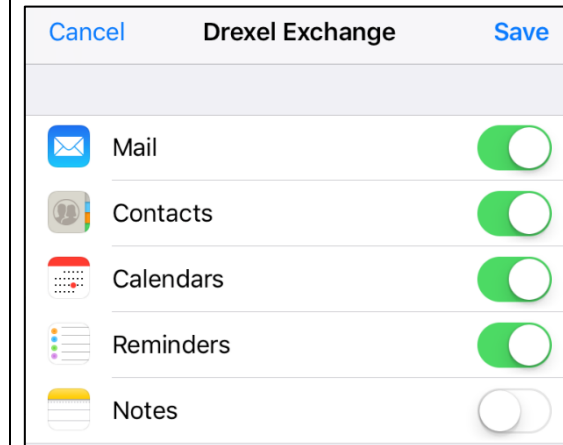 Cancel Drexel Exchange Save
Mail
Contacts
Calendars
Reminders
Notes